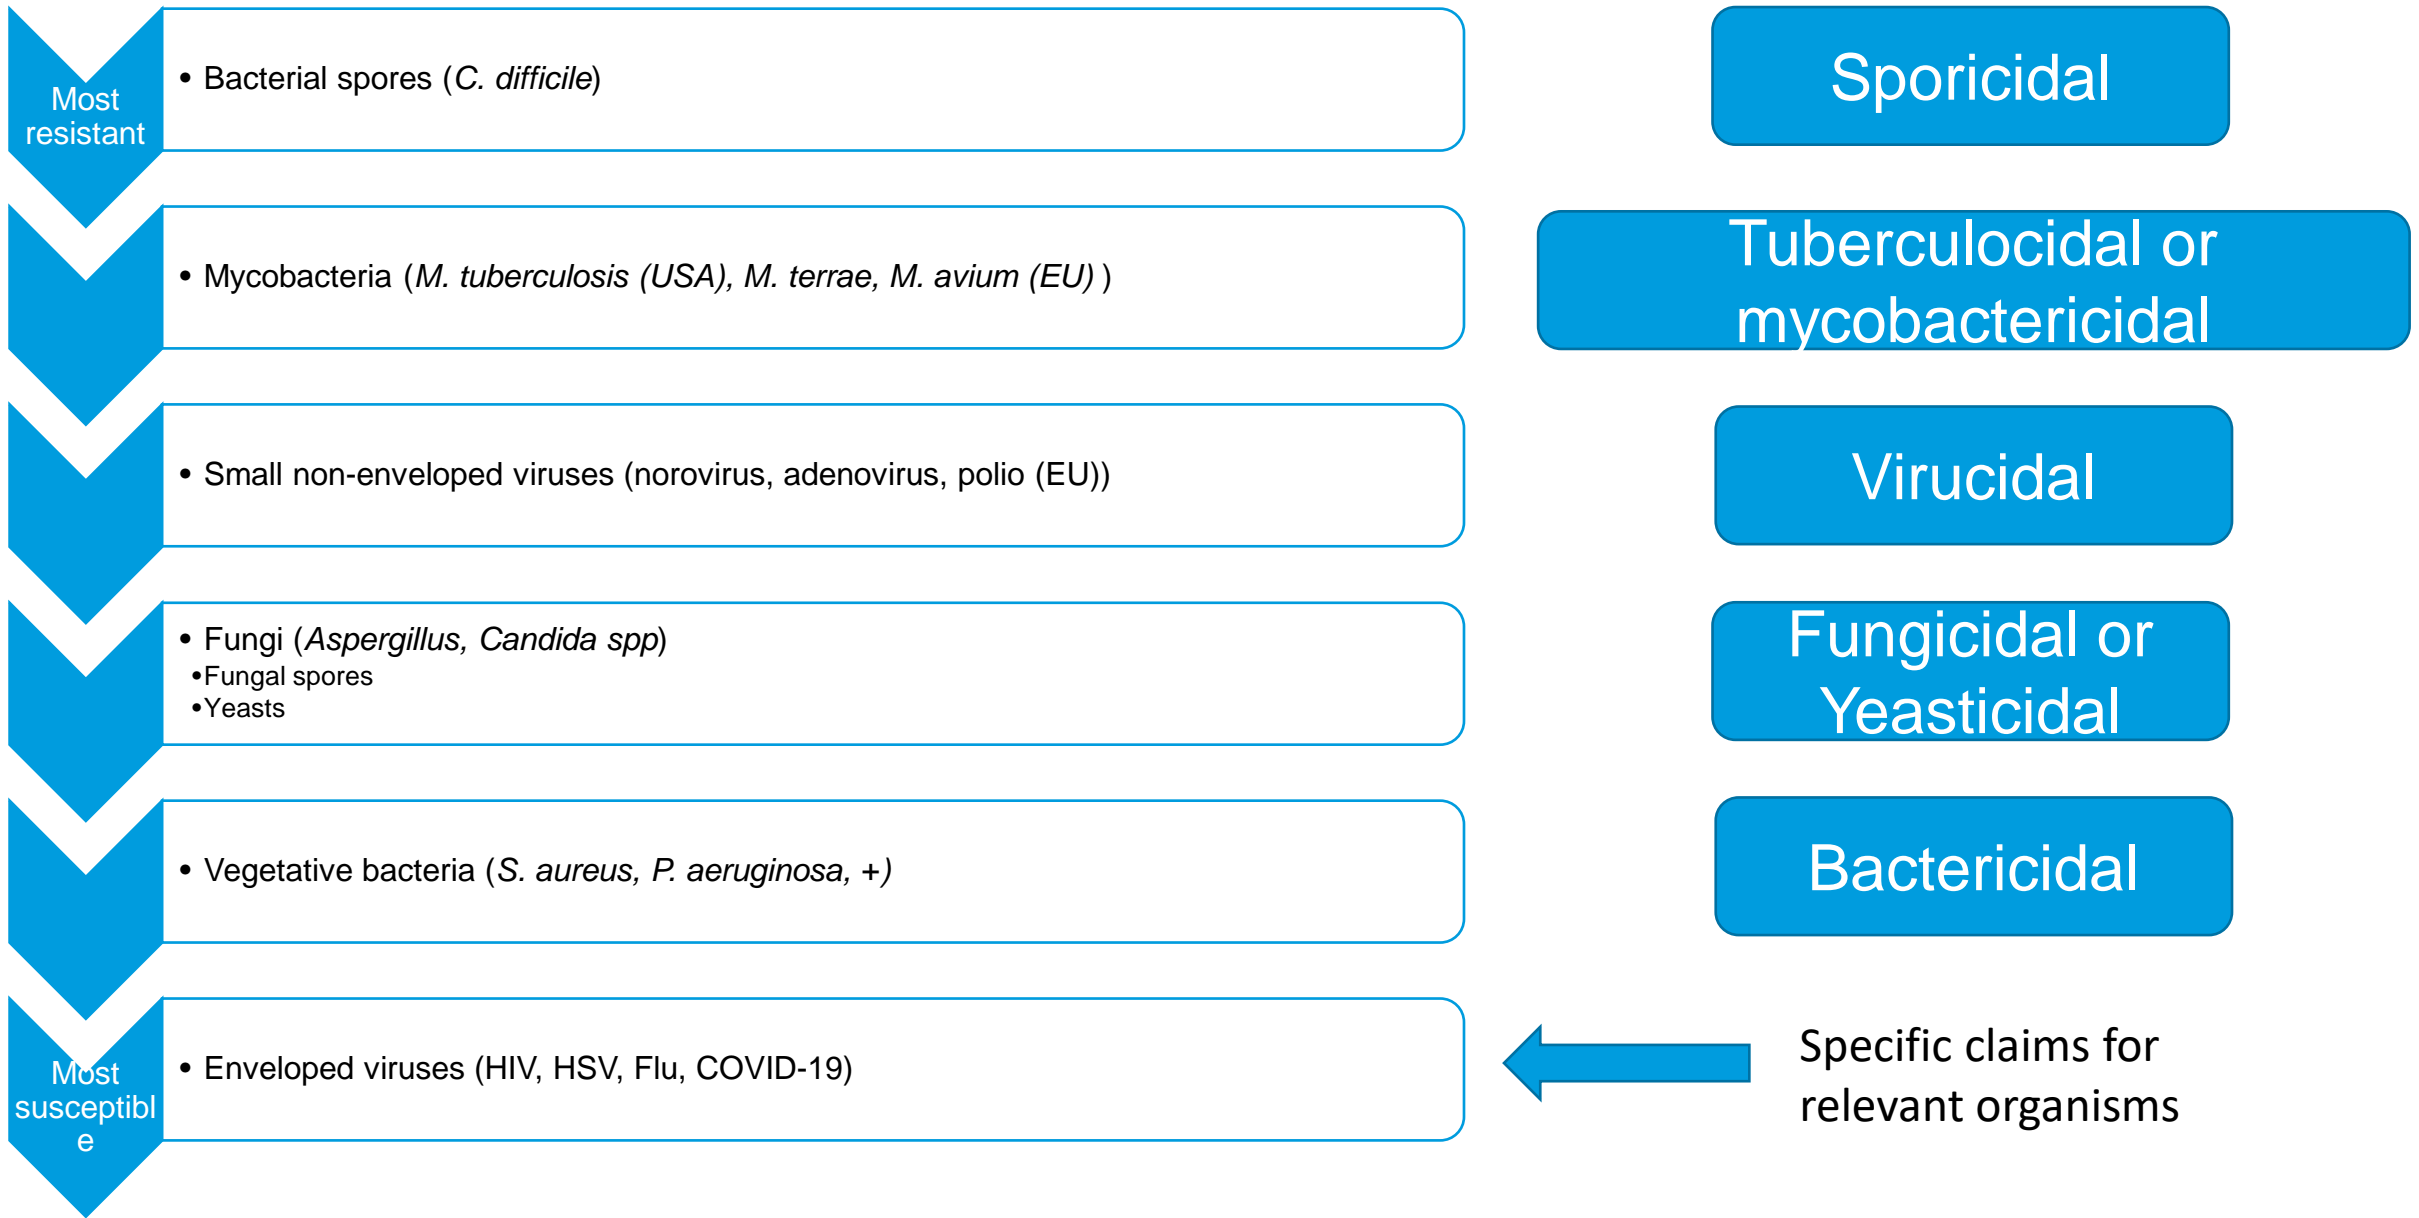 Most
resistant
• Bacterial spores (C. difficile)
Sporicidal
• Mycobacteria (M. tuberculosis (USA), M. terrae, M. avium (EU) )
Tuberculocidal or
mycobactericidal
• Small non-enveloped viruses (norovirus, adenovirus, polio (EU))
Virucidal
• Fungi (Aspergillus, Candida spp)
•Fungal spores
•Yeasts
Fungicidal or
Yeasticidal
• Vegetative bacteria (S. aureus, P. aeruginosa, +)
Bactericidal
Most
susceptibl
e
• Enveloped viruses (HIV, HSV, Flu, COVID-19)
Specific claims for
relevant organisms